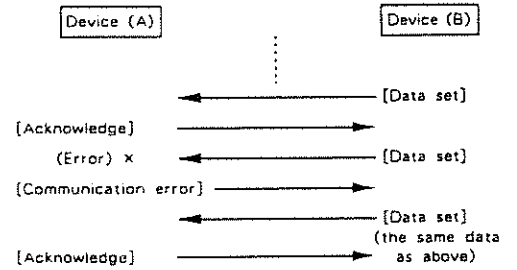 Device (A) Device (B)
[Data set]
[Acknowledge]
(Error) × [Data set]
[Communication error]
[Data set]
(the same data
[Acknowledge] as above)